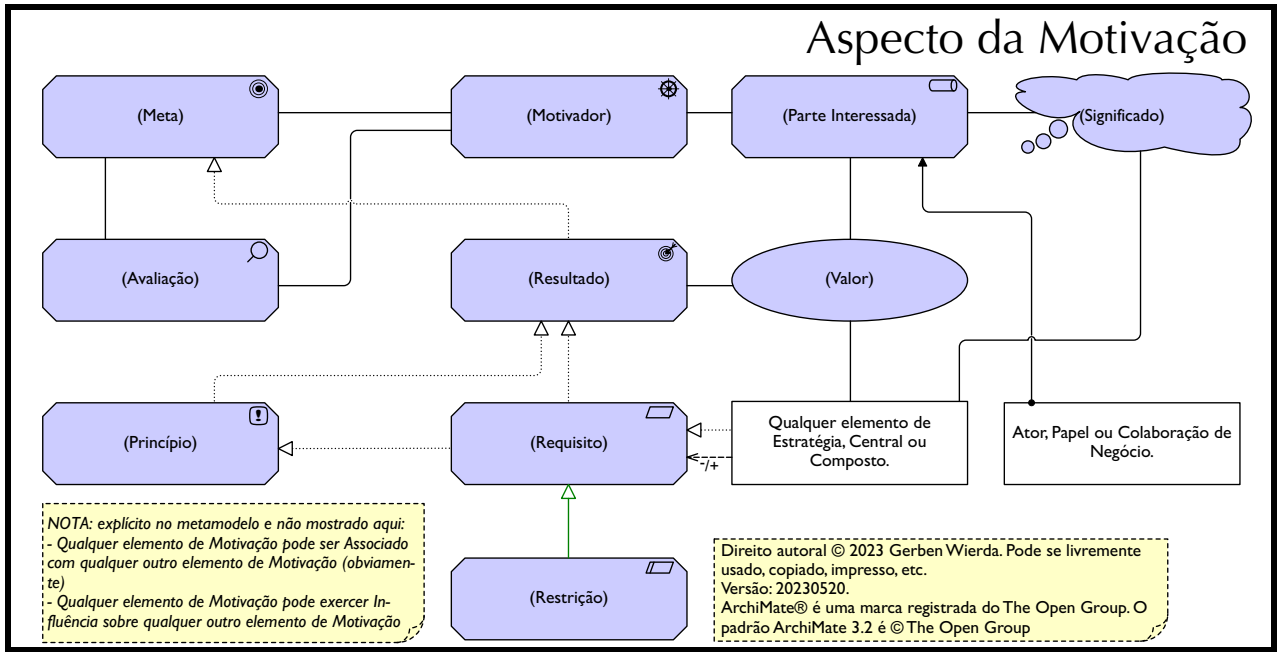 Aspecto da Motivação
(Meta)
(Motivador)
(Parte Interessada)
(Significado)
(Avaliação)
(Resultado)
(Valor)
(Princípio)
(Requisito)
Qualquer elemento de
Estratégia, Central ou
Composto.
Ator, Papel ou Colaboração de
Negócio.
-/+
(Restrição)
NOTA: explícito no metamodelo e não mostrado aqui:
- Qualquer elemento de Motivação pode ser Associado
com qualquer outro elemento de Motivação (obviamen-
te)
- Qualquer elemento de Motivação pode exercer In-
fluência sobre qualquer outro elemento de Motivação
Direito autoral © 2023 Gerben Wierda. Pode se livremente
usado, copiado, impresso, etc.
Versão: 20230520.
ArchiMate® é uma marca registrada do The Open Group. O
padrão ArchiMate 3.2 é © The Open Group